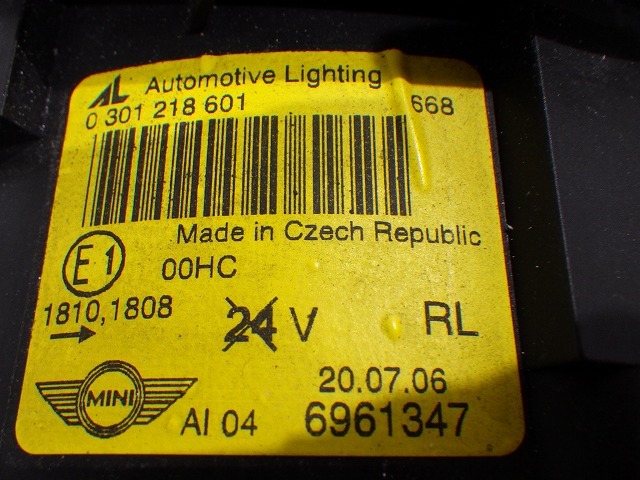 AL Automotive Lighting
0 301 218 601 668
Made in Czech Republic
E1 00HC
1810,1808 24 V RL
20.07.06
MINI AI 04 6961347